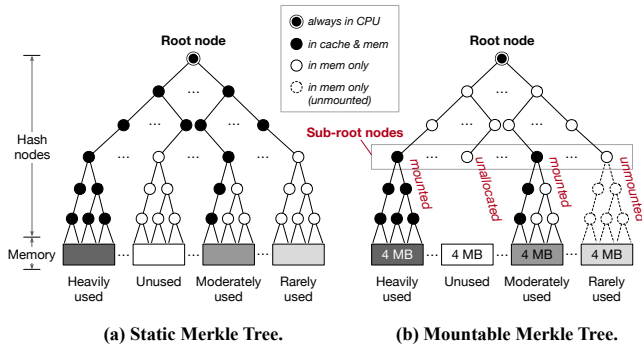 always in CPU
in cache & mem
in mem only
in mem only
(unmounted)
Root node
...
...
...
...
...
Hash
nodes
Memory
...
...
...
Heavily
used
Unused
Moderately
used
Rarely
used
(a) Static Merkle Tree.
Root node
...
...
Sub-root nodes
...
...
...
mounted
unallocated
mounted
unmounted
4 MB
...
4 MB
...
4 MB
...
4 MB
Heavily
used
Unused
Moderately
used
Rarely
used
(b) Mountable Merkle Tree.